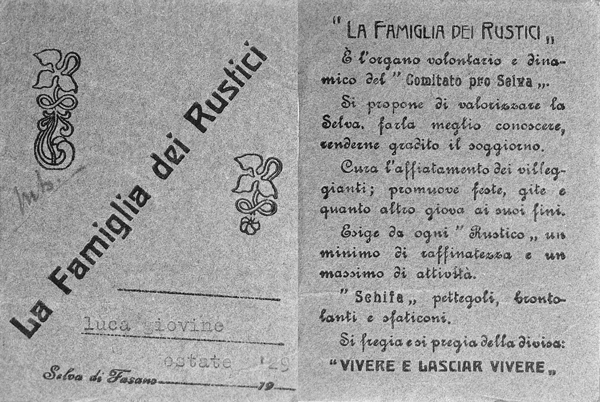 La Famiglia dei Rustici
luca giovine
estate '29
Selva di Fasano 19
" LA FAMIGLIA DEI RUSTICI „
È l'organo volontario e dina-
mico del " Comitato pro Selva „.
Si propone di valorizzare la
Selva. farla meglio conoscere,
renderne gradito il soggiorno.
Cura l'affiatamento dei villeg-
gianti; promuove feste, gite e
quanto altro giova ai suoi fini.
Esige da ogni " Rustico „ un
minimo di raffinatezza e un
massimo di attività.
" Schifa „ pettegoli, bronto-
lanti e sfaticoni.
Si fregia e si pregia della divisa:
" VIVERE E LASCIAR VIVERE „